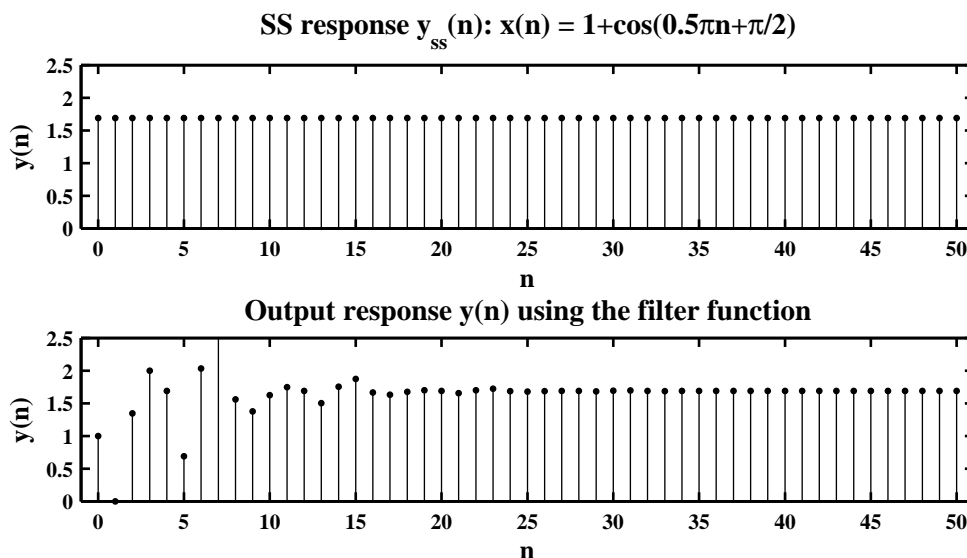 SS response y_ss(n): x(n) = 1+cos(0.5πn+π/2)
2.5
2
1.5
1
0.5
0
y(n)
0 5 10 15 20 25 30 35 40 45 50
n
Output response y(n) using the filter function
2.5
2
1.5
1
0.5
0
y(n)
0 5 10 15 20 25 30 35 40 45 50
n